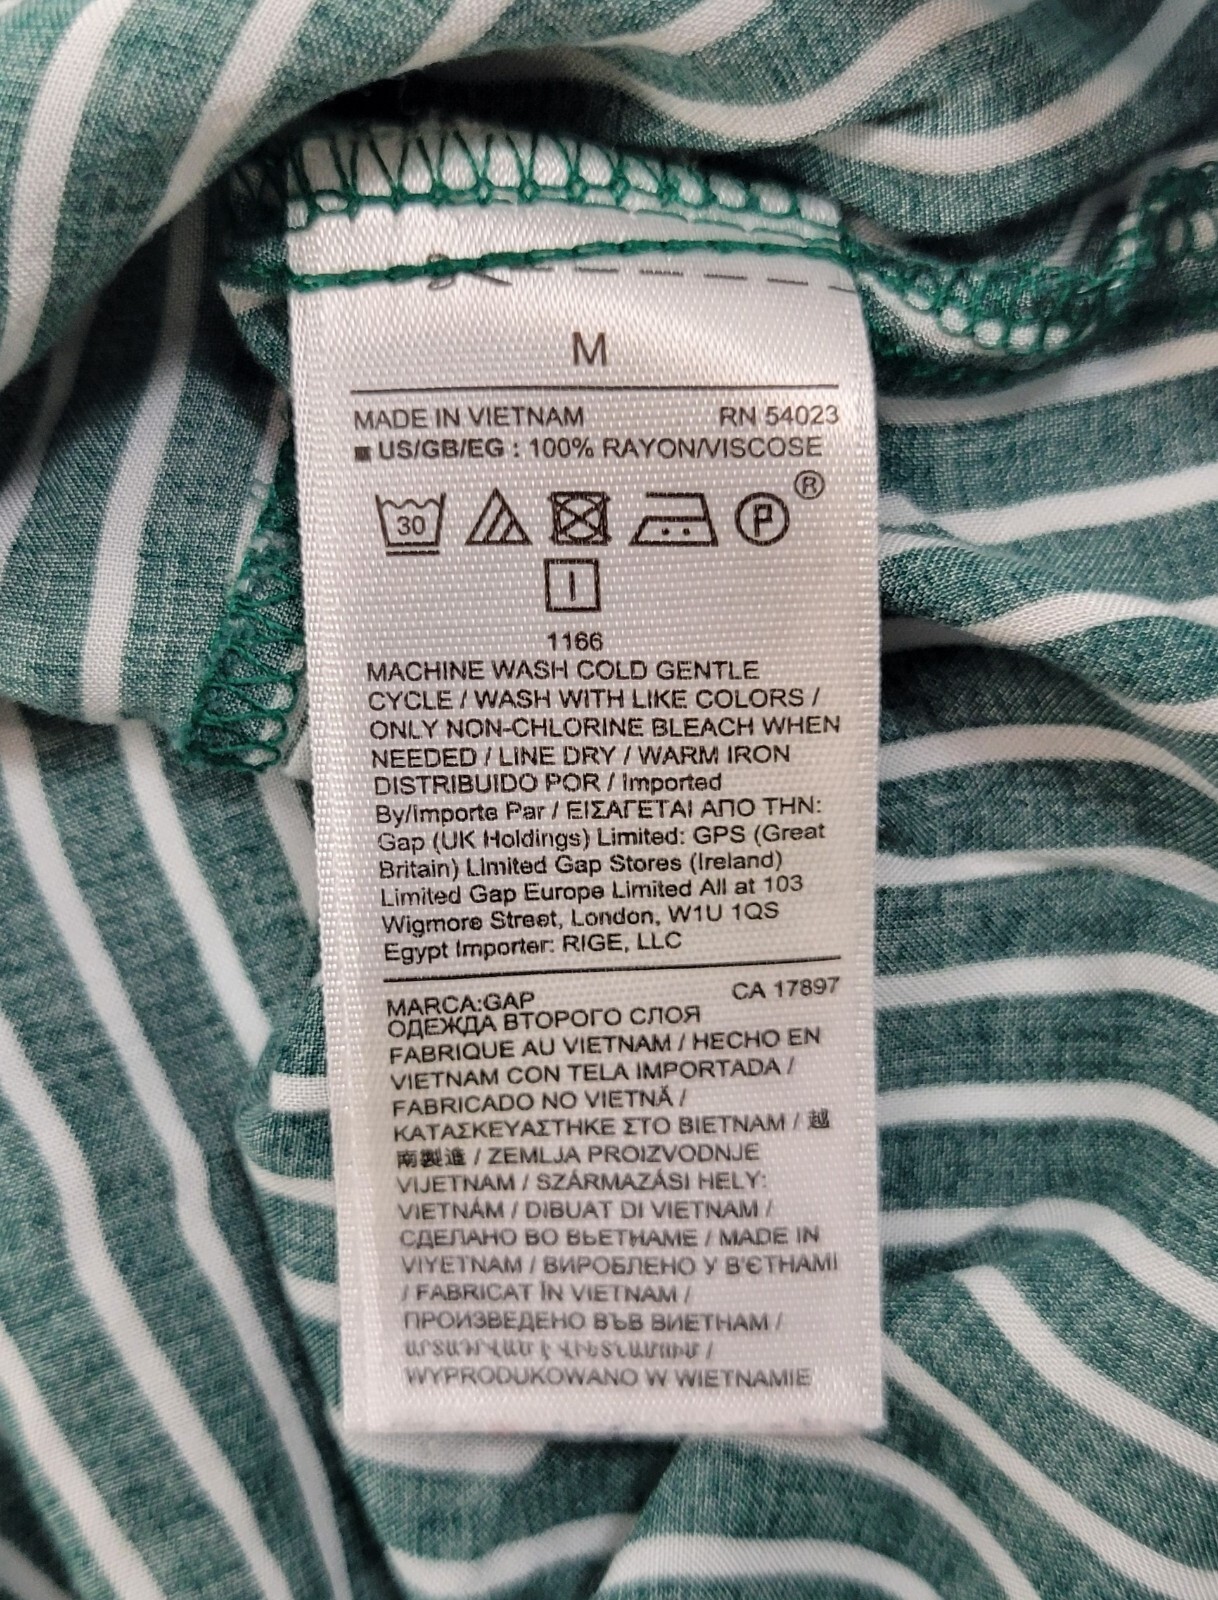 M
MADE IN VIETNAM RN 54023
■ US/GB/EG : 100% RAYON/VISCOSE
30 P ®
1166
MACHINE WASH COLD GENTLE
CYCLE / WASH WITH LIKE COLORS /
ONLY NON-CHLORINE BLEACH WHEN
NEEDED / LINE DRY / WARM IRON
DISTRIBUIDO POR / Imported
By/Importe Par / ΕΙΣΑΓΕΤΑΙ ΑΠΟ ΤΗΝ:
Gap (UK Holdings) Limited: GPS (Great
Britain) Limited Gap Stores (Ireland)
Limited Gap Europe Limited All at 103
Wigmore Street, London, W1U 1QS
Egypt Importer: RIGE, LLC
MARCA:GAP CA 17897
ОДЕЖДА ВТОРОГО СЛОЯ
FABRIQUE AU VIETNAM / HECHO EN
VIETNAM CON TELA IMPORTADA /
FABRICADO NO VIETNÃ /
ΚΑΤΑΣΚΕΥΑΣΤΗΚΕ ΣΤΟ ΒΙΕΤΝΑΜ / 越
南製造 / ZEMLJA PROIZVODNJE
VIJETNAM / SZÁRMAZÁSI HELY:
VIETNÁM / DIBUAT DI VIETNAM /
СДЕЛАНО ВО ВЬЕТНАМЕ / MADE IN
VIYETNAM / ВИРОБЛЕНО У В'ЄТНАМІ
/ FABRICAT ÎN VIETNAM /
ПРОИЗВЕДЕНО ВЪВ ВИЕТНАМ /
/
WYPRODUKOWANO W WIETNAMIE